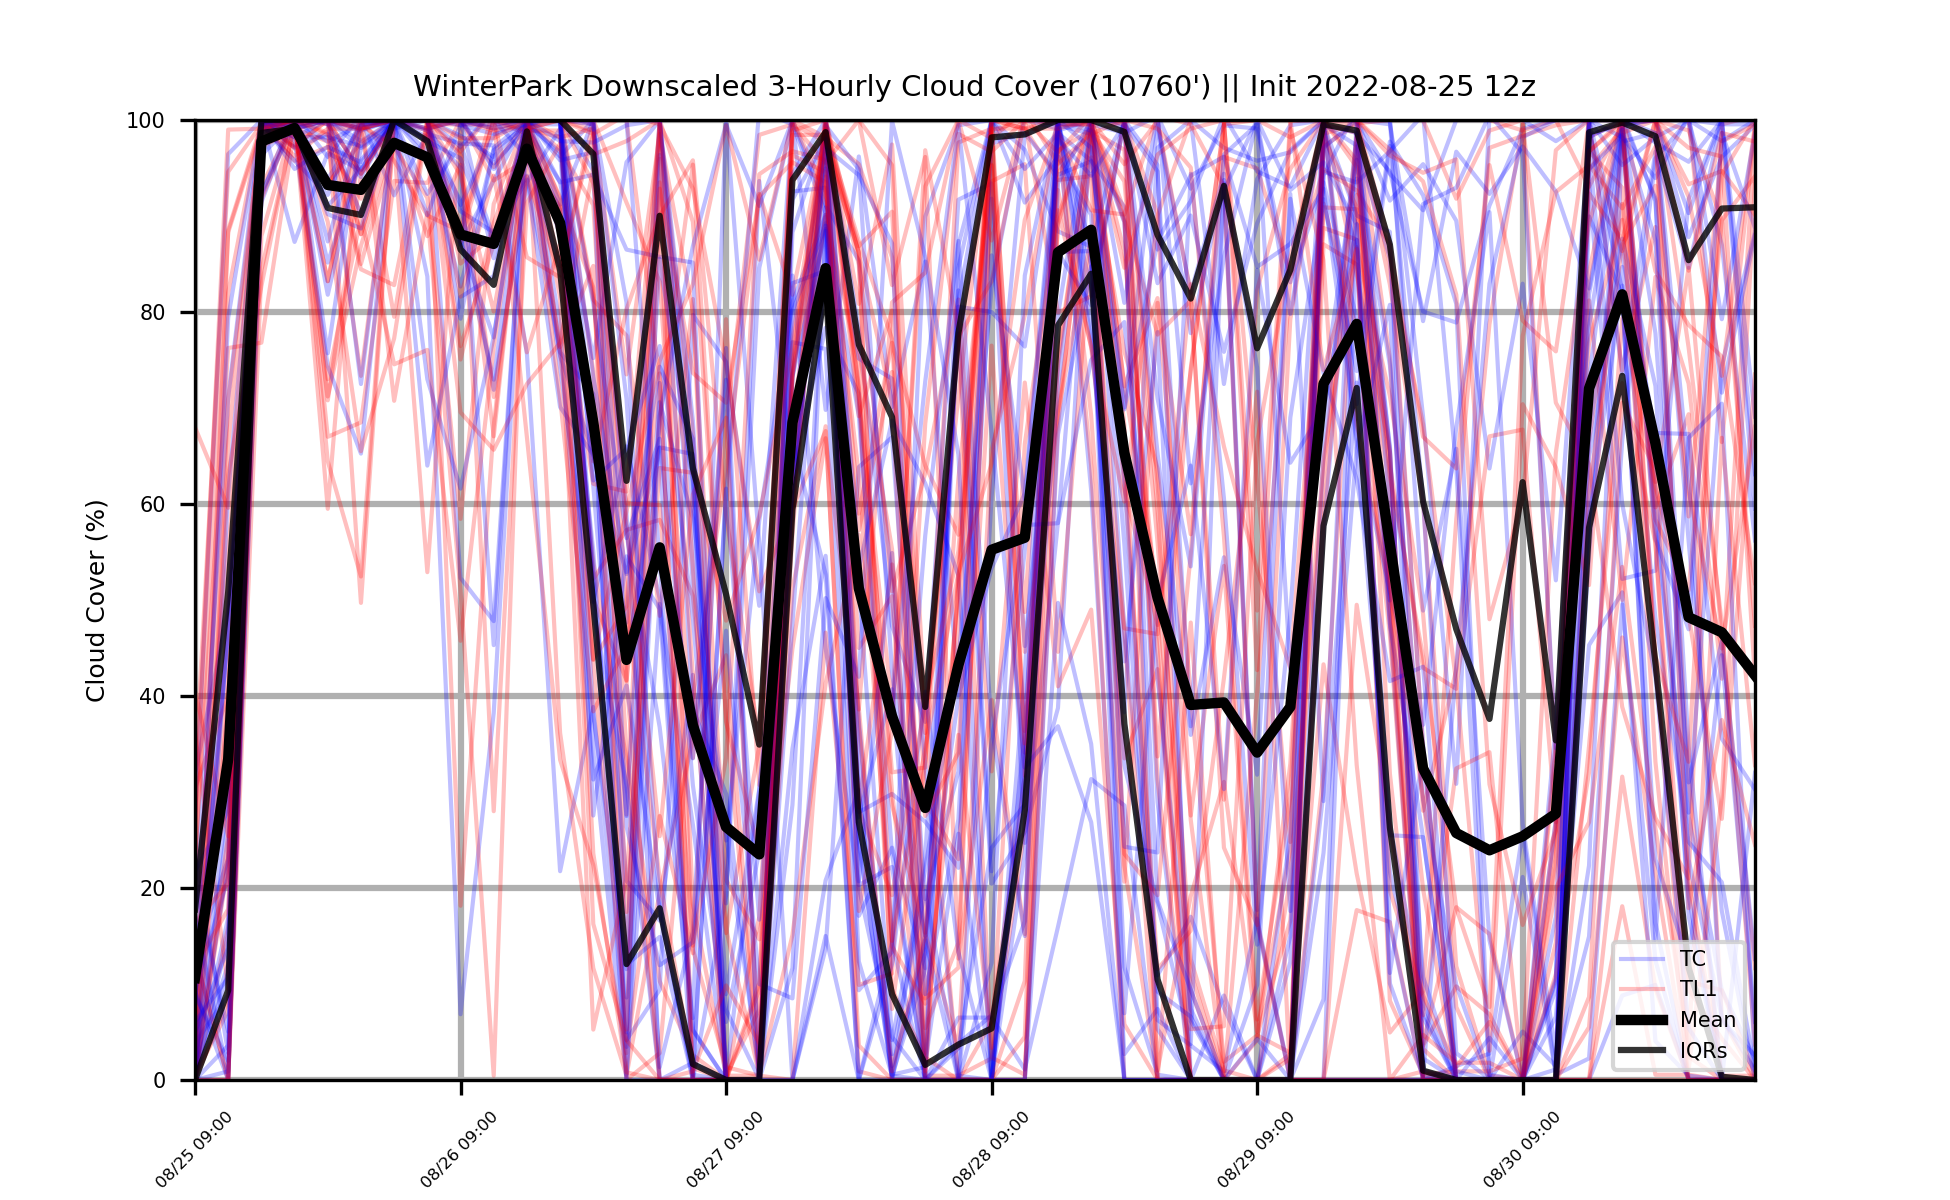 WinterPark Downscaled 3-Hourly Cloud Cover (10760') || Init 2022-08-25 12z
Cloud Cover (%)
100
80
60
40
20
0
08/25 09:00
08/26 09:00
08/27 09:00
08/28 09:00
08/29 09:00
08/30 09:00
TC
TL1
Mean
IQRs